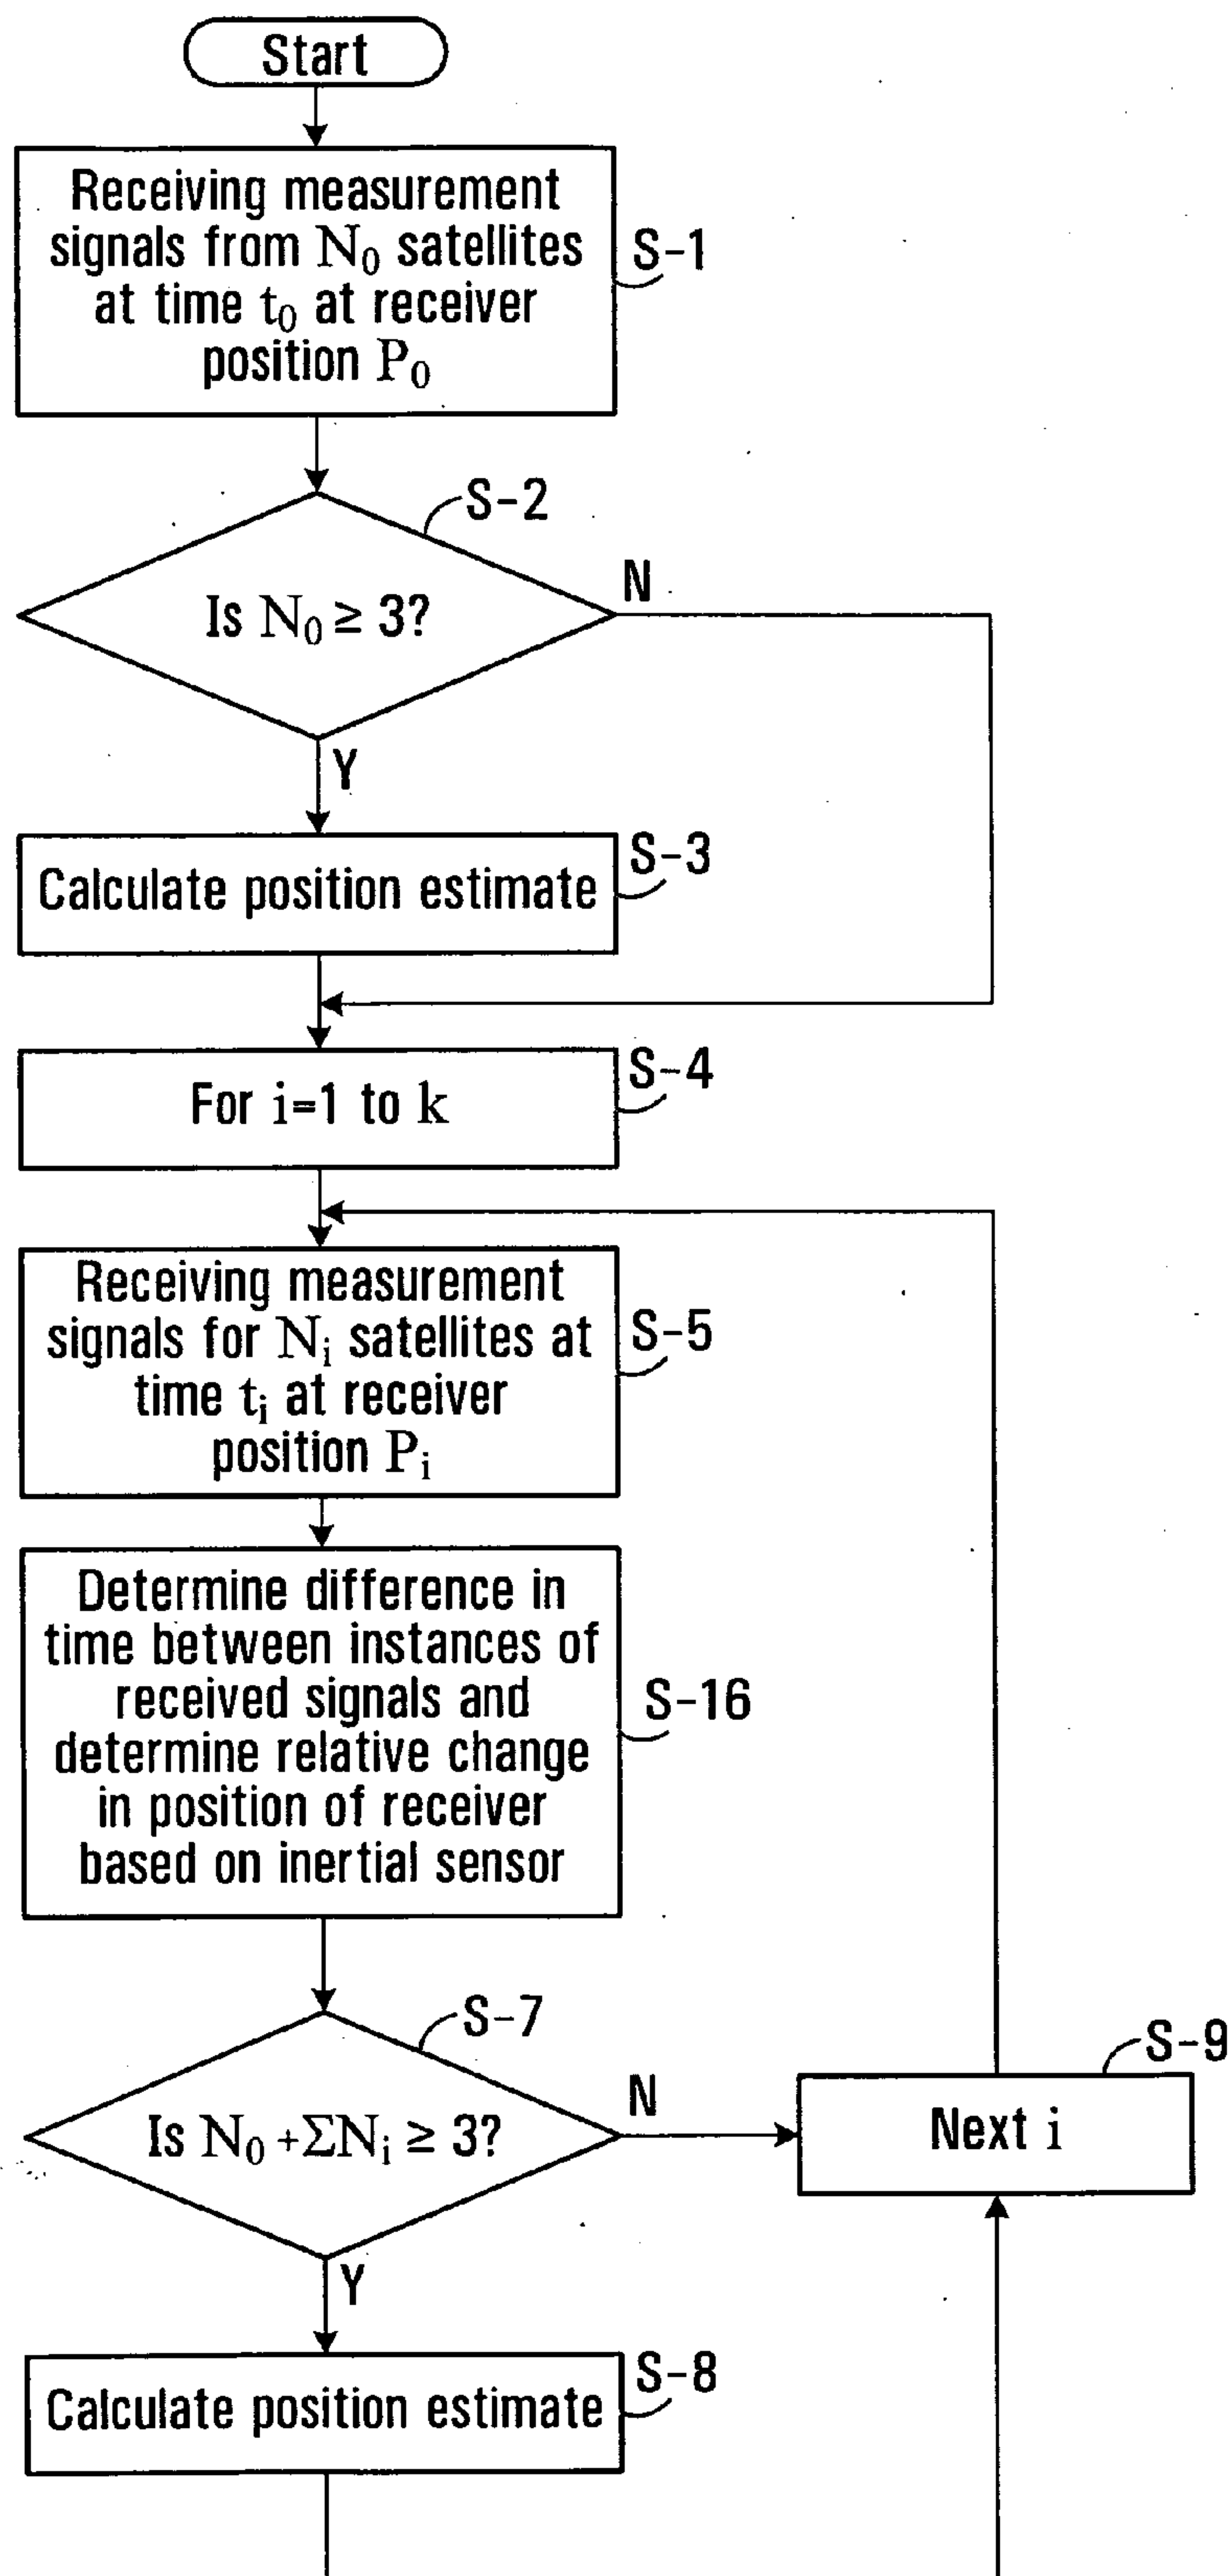 Start
Receiving measurement
signals from N₀ satellites
at time t₀ at receiver
position P₀
S-1
S-2
Is N₀ ≥ 3?
N
Y
Calculate position estimate
S-3
For i=1 to k
S-4
Receiving measurement
signals for Nᵢ satellites at
time tᵢ at receiver
position Pᵢ
S-5
Determine difference in
time between instances of
received signals and
determine relative change
in position of receiver
based on inertial sensor
S-16
S-7
Is N₀ +ΣNᵢ ≥ 3?
N
S-9
Next i
Y
Calculate position estimate
S-8